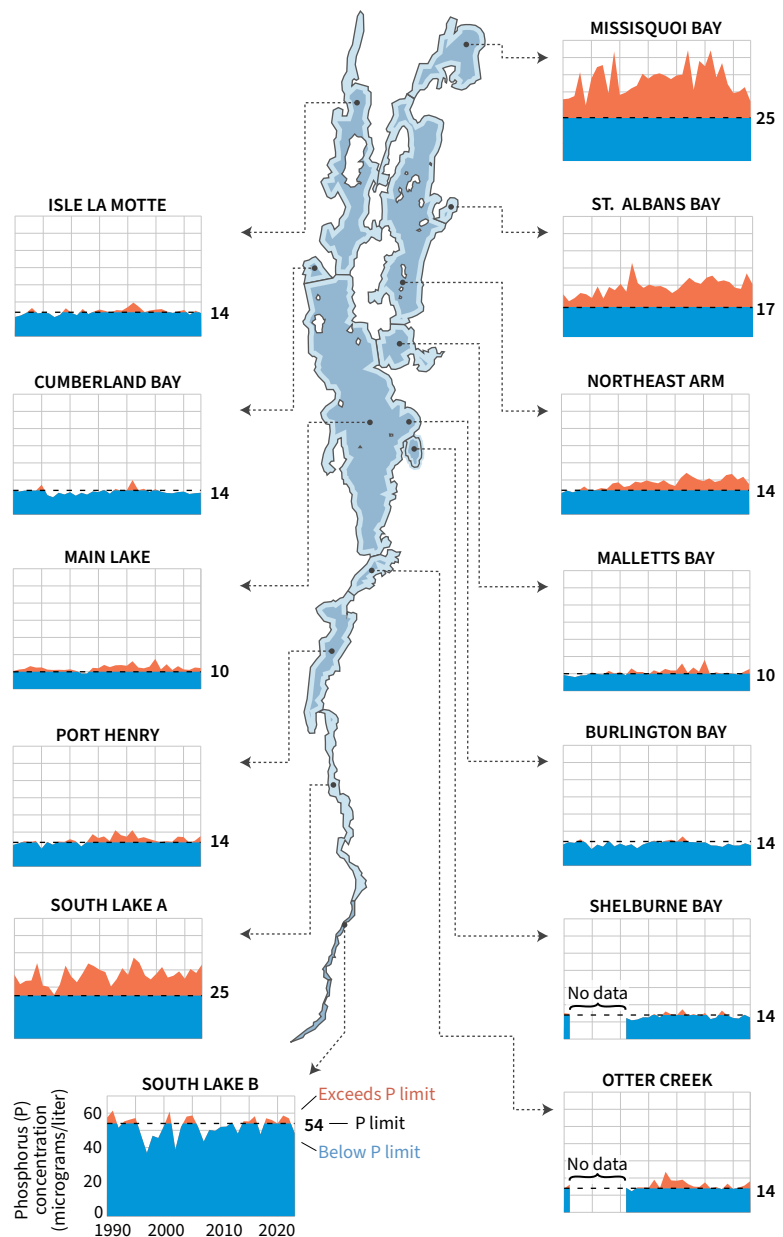 MISSISQUOI BAY
25
ISLE LA MOTTE
14
ST. ALBANS BAY
17
CUMBERLAND BAY
14
NORTHEAST ARM
14
MAIN LAKE
10
MALLETTS BAY
10
PORT HENRY
14
BURLINGTON BAY
14
SOUTH LAKE A
25
SHELBURNE BAY
No data
14
SOUTH LAKE B
Exceeds P limit
54 — P limit
Below P limit
Phosphorus (P)
concentration
(micrograms/liter)
60
40
20
0
1990 2000 2010 2020
OTTER CREEK
No data
14